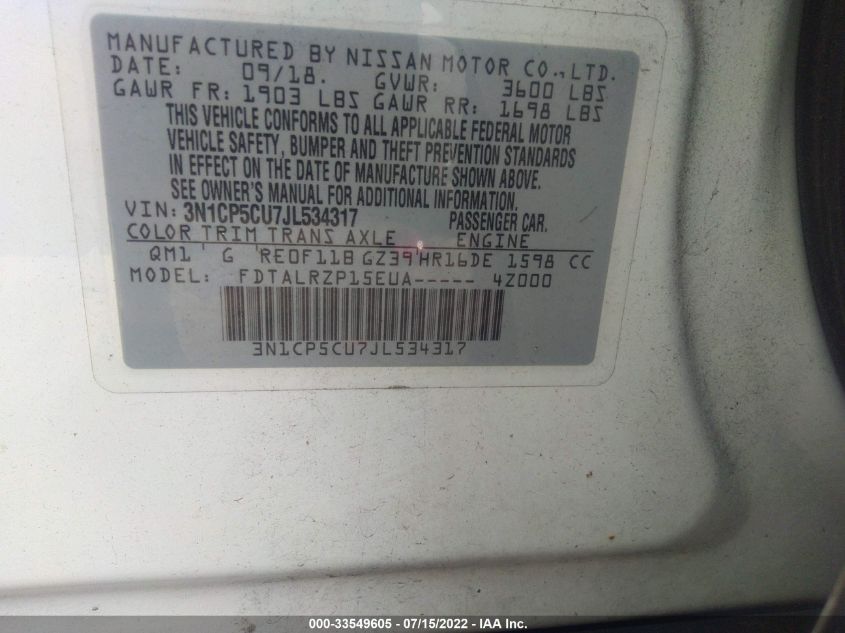 MANUFACTURED BY NISSAN MOTOR CO.,LTD.
DATE: 09/18. GVWR: 3600 LBS
GAWR FR: 1903 LBS GAWR RR: 1698 LBS
THIS VEHICLE CONFORMS TO ALL APPLICABLE FEDERAL MOTOR
VEHICLE SAFETY, BUMPER AND THEFT PREVENTION STANDARDS
IN EFFECT ON THE DATE OF MANUFACTURE SHOWN ABOVE.
SEE OWNER'S MANUAL FOR ADDITIONAL INFORMATION.
VIN: 3N1CP5CU7JL534317 PASSENGER CAR.
COLOR TRIM TRANS AXLE ENGINE
QM1 ' G 'RE0F11B GZ39'HR16DE 1598 CC
MODEL: FDTALRZP15EUA----- 4Z000
3N1CP5CU7JL534317
000-33549605 - 07/15/2022 - IAA Inc.